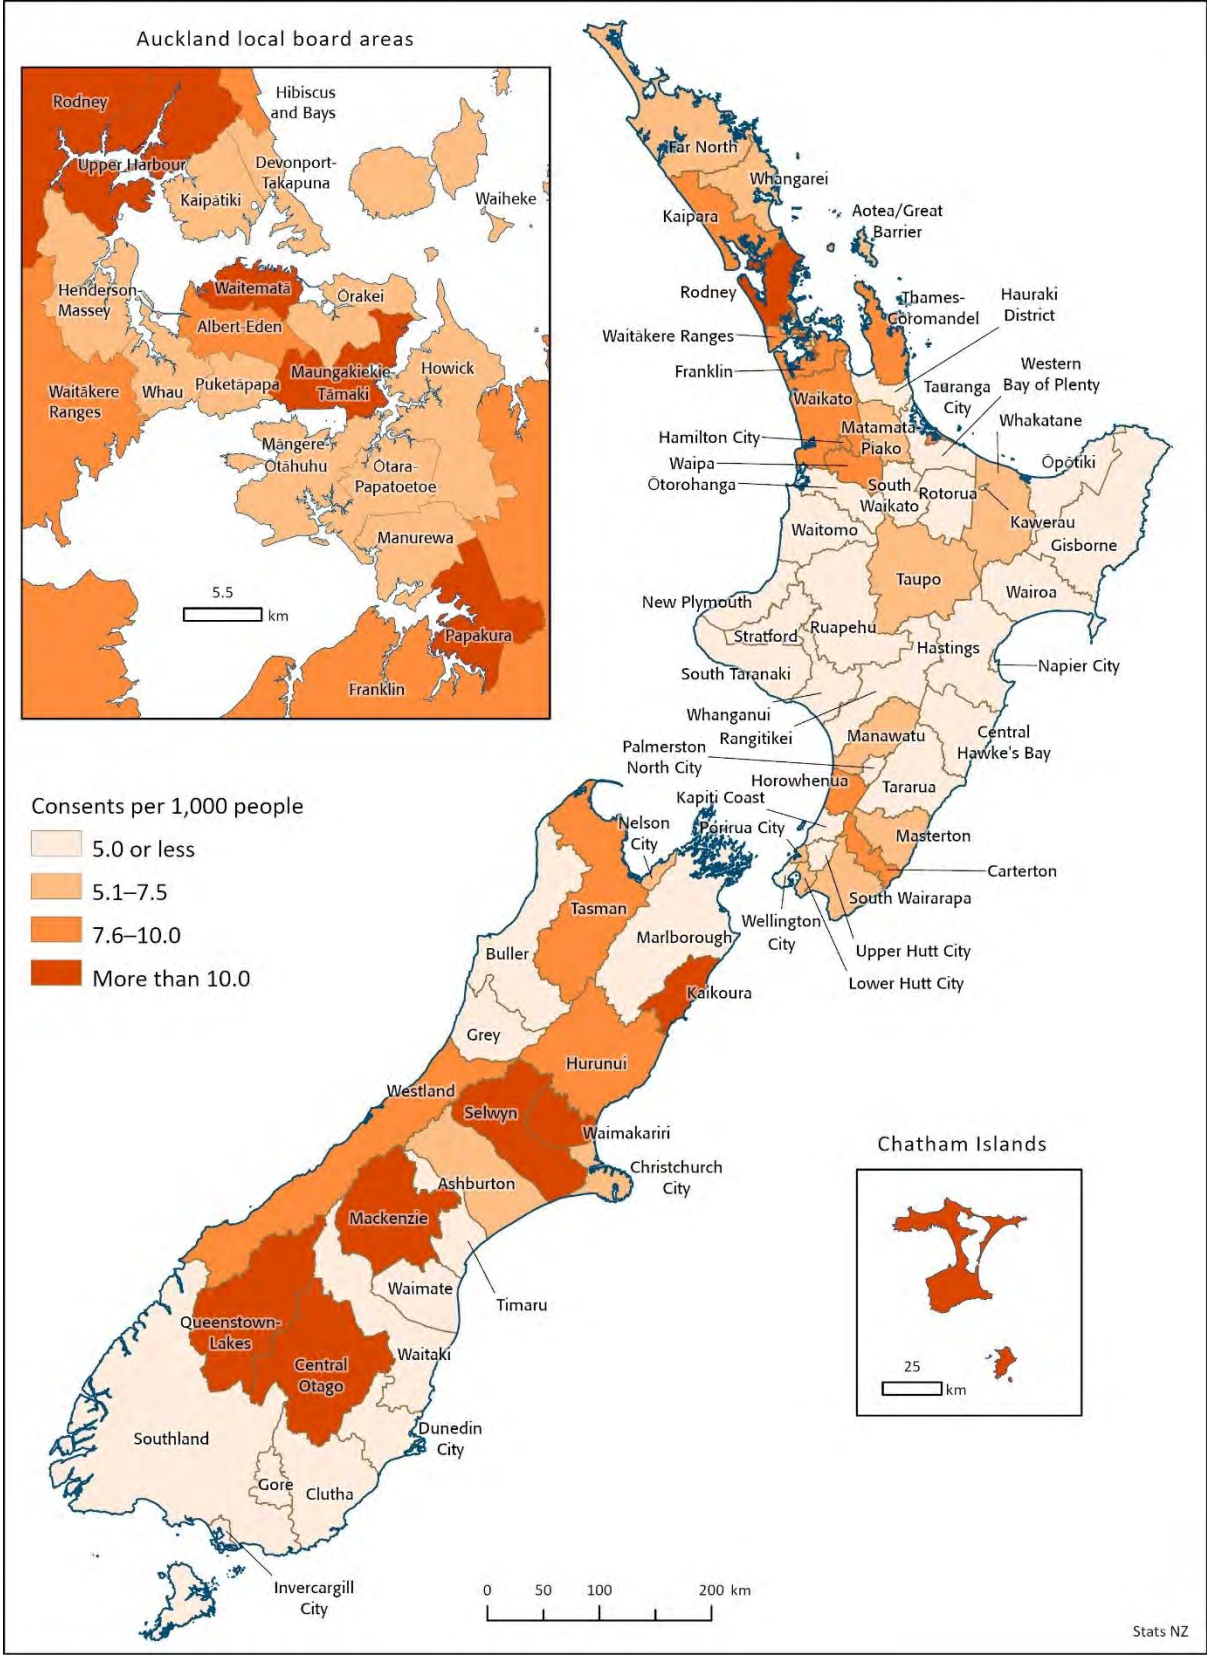 Auckland local board areas
Rodney
Hibiscus
and Bays
Upper Harbour
Devonport-
Takapuna
Kaipātiki
Waiheke
Henderson-
Massey
Waitematā
Ōrakei
Albert-Eden
Waitākere
Ranges
Whau
Puketāpapa
Maungakiekie-
Tāmaki
Howick
Māngere-
Ōtāhuhu
Ōtara-
Papatoetoe
Manurewa
5.5
km
Papakura
Franklin
Far North
Whangarei
Kaipara
Aotea/Great
Barrier
Rodney
Thames-
Coromandel
Hauraki
District
Waitākere Ranges
Franklin
Western
Bay of Plenty
Waikato
Tauranga
City
Whakatane
Hamilton City
Matamata-
Piako
Waipa
Ōpōtiki
Ōtorohanga
South
Waikato
Rotorua
Waitomo
Kawerau
Gisborne
Taupo
Wairoa
New Plymouth
Stratford
Ruapehu
Hastings
Napier City
South Taranaki
Whanganui
Rangitikei
Manawatu
Central
Hawke's Bay
Palmerston
North City
Horowhenua
Tararua
Kapiti Coast
Consents per 1,000 people
5.0 or less
5.1–7.5
7.6–10.0
More than 10.0
Nelson
City
Porirua City
Masterton
Carterton
South Wairarapa
Tasman
Wellington
City
Marlborough
Upper Hutt City
Buller
Lower Hutt City
Kaikoura
Grey
Hurunui
Westland
Selwyn
Waimakariri
Christchurch
City
Ashburton
Mackenzie
Chatham Islands
25
km
Waimate
Timaru
Queenstown-
Lakes
Waitaki
Central
Otago
Dunedin
City
Southland
Gore
Clutha
Invercargill
City
0 50 100 200 km
Stats NZ